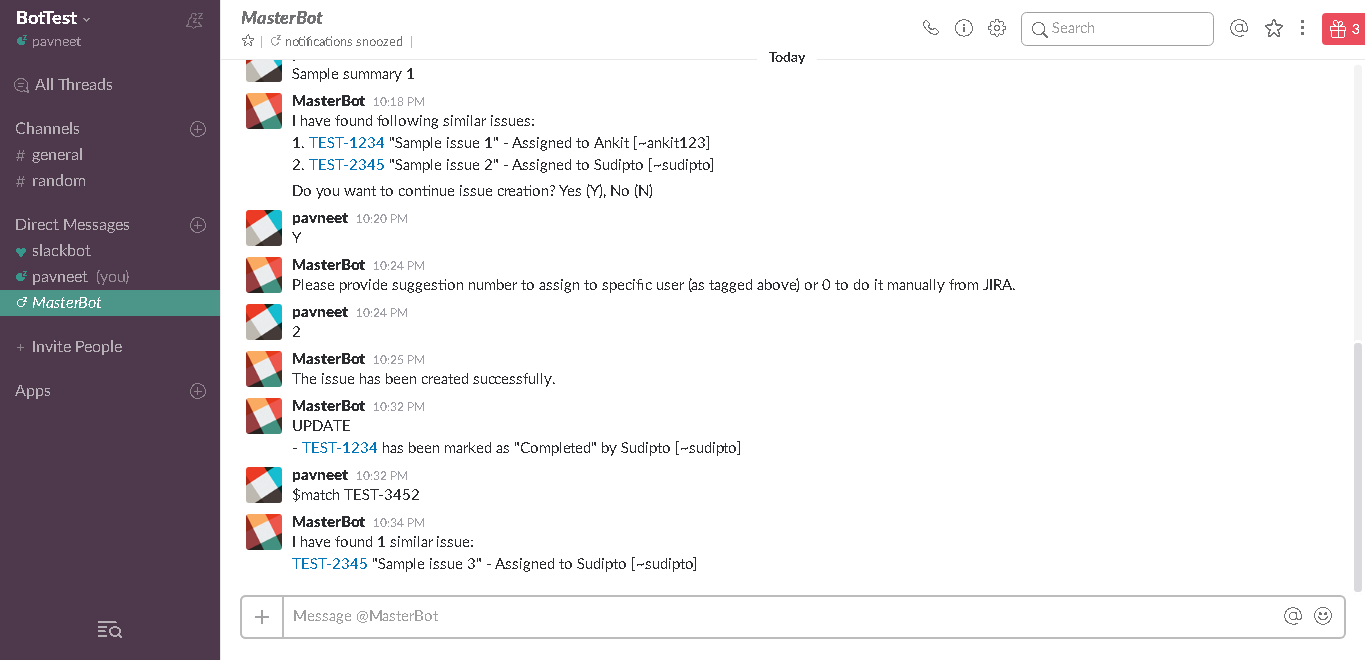 BotTest
pavneet
All Threads
Channels
# general
# random
Direct Messages
slackbot
pavneet (you)
MasterBot
+ Invite People
Apps
MasterBot
notifications snoozed
Search
3
Today
Sample summary 1
MasterBot 10:18 PM
I have found following similar issues:
1. TEST-1234 "Sample issue 1" - Assigned to Ankit [~ankit123]
2. TEST-2345 "Sample issue 2" - Assigned to Sudipto [~sudipto]
Do you want to continue issue creation? Yes (Y), No (N)
pavneet 10:20 PM
Y
MasterBot 10:24 PM
Please provide suggestion number to assign to specific user (as tagged above) or 0 to do it manually from JIRA.
pavneet 10:24 PM
2
MasterBot 10:25 PM
The issue has been created successfully.
MasterBot 10:32 PM
UPDATE
- TEST-1234 has been marked as "Completed" by Sudipto [~sudipto]
pavneet 10:32 PM
$match TEST-3452
MasterBot 10:34 PM
I have found 1 similar issue:
TEST-2345 "Sample issue 3" - Assigned to Sudipto [~sudipto]
Message @MasterBot